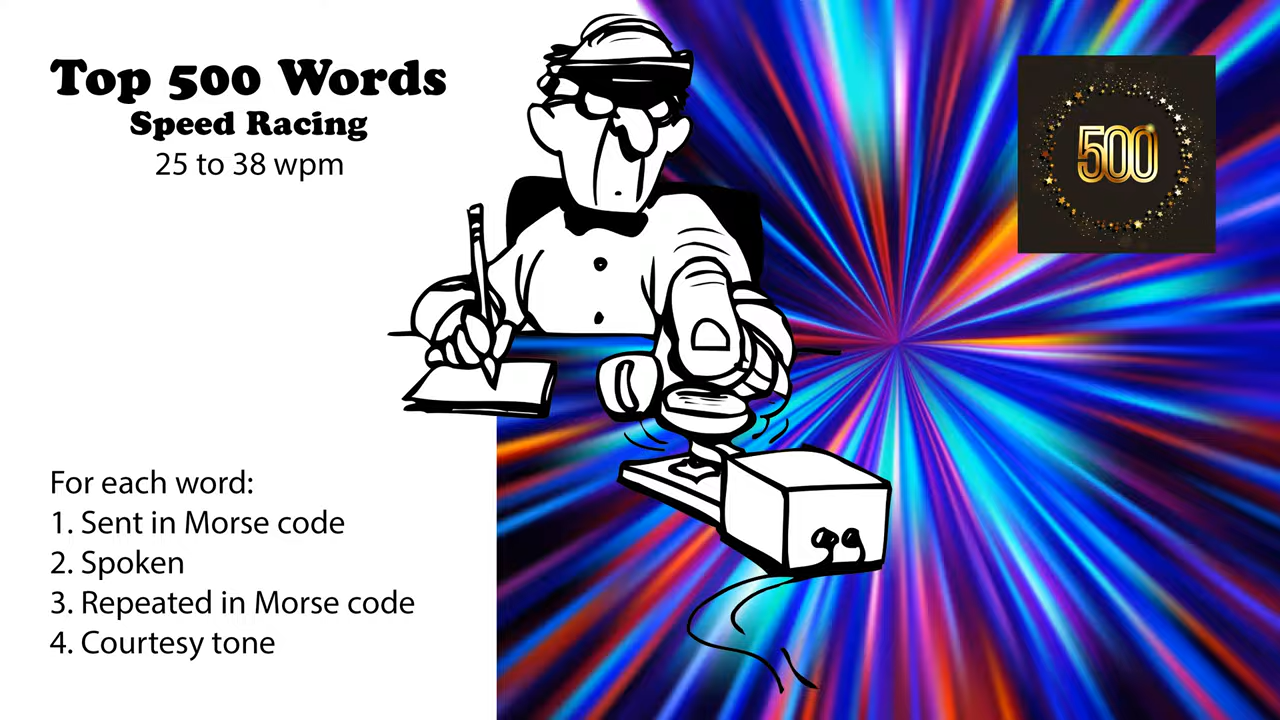 Top 500 Words
Speed Racing
25 to 38 wpm
500
For each word:
1. Sent in Morse code
2. Spoken
3. Repeated in Morse code
4. Courtesy tone